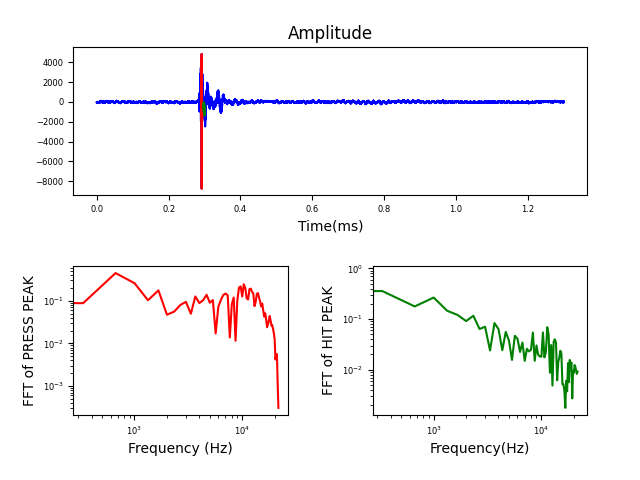 Amplitude
4000
2000
0
−2000
−4000
−6000
−8000
0.0 0.2 0.4 0.6 0.8 1.0 1.2
Time(ms)
FFT of PRESS PEAK
10⁻¹
10⁻²
10⁻³
10³ 10⁴
Frequency (Hz)
FFT of HIT PEAK
10⁰
10⁻¹
10⁻²
10³ 10⁴
Frequency(Hz)